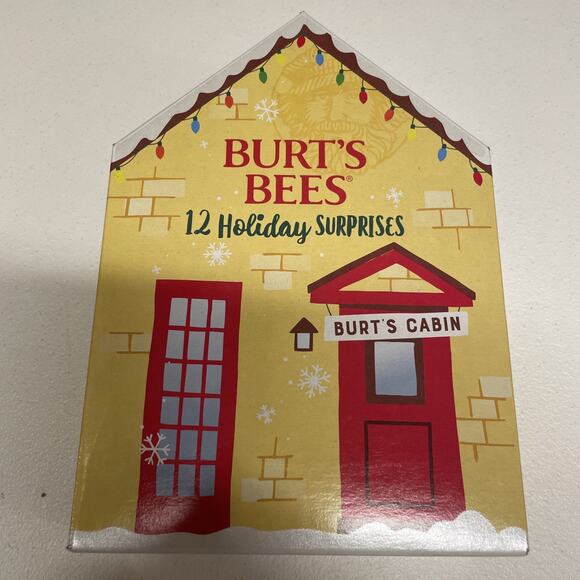 BURT'S
BEES®
12 Holiday SURPRISES
BURT'S CABIN